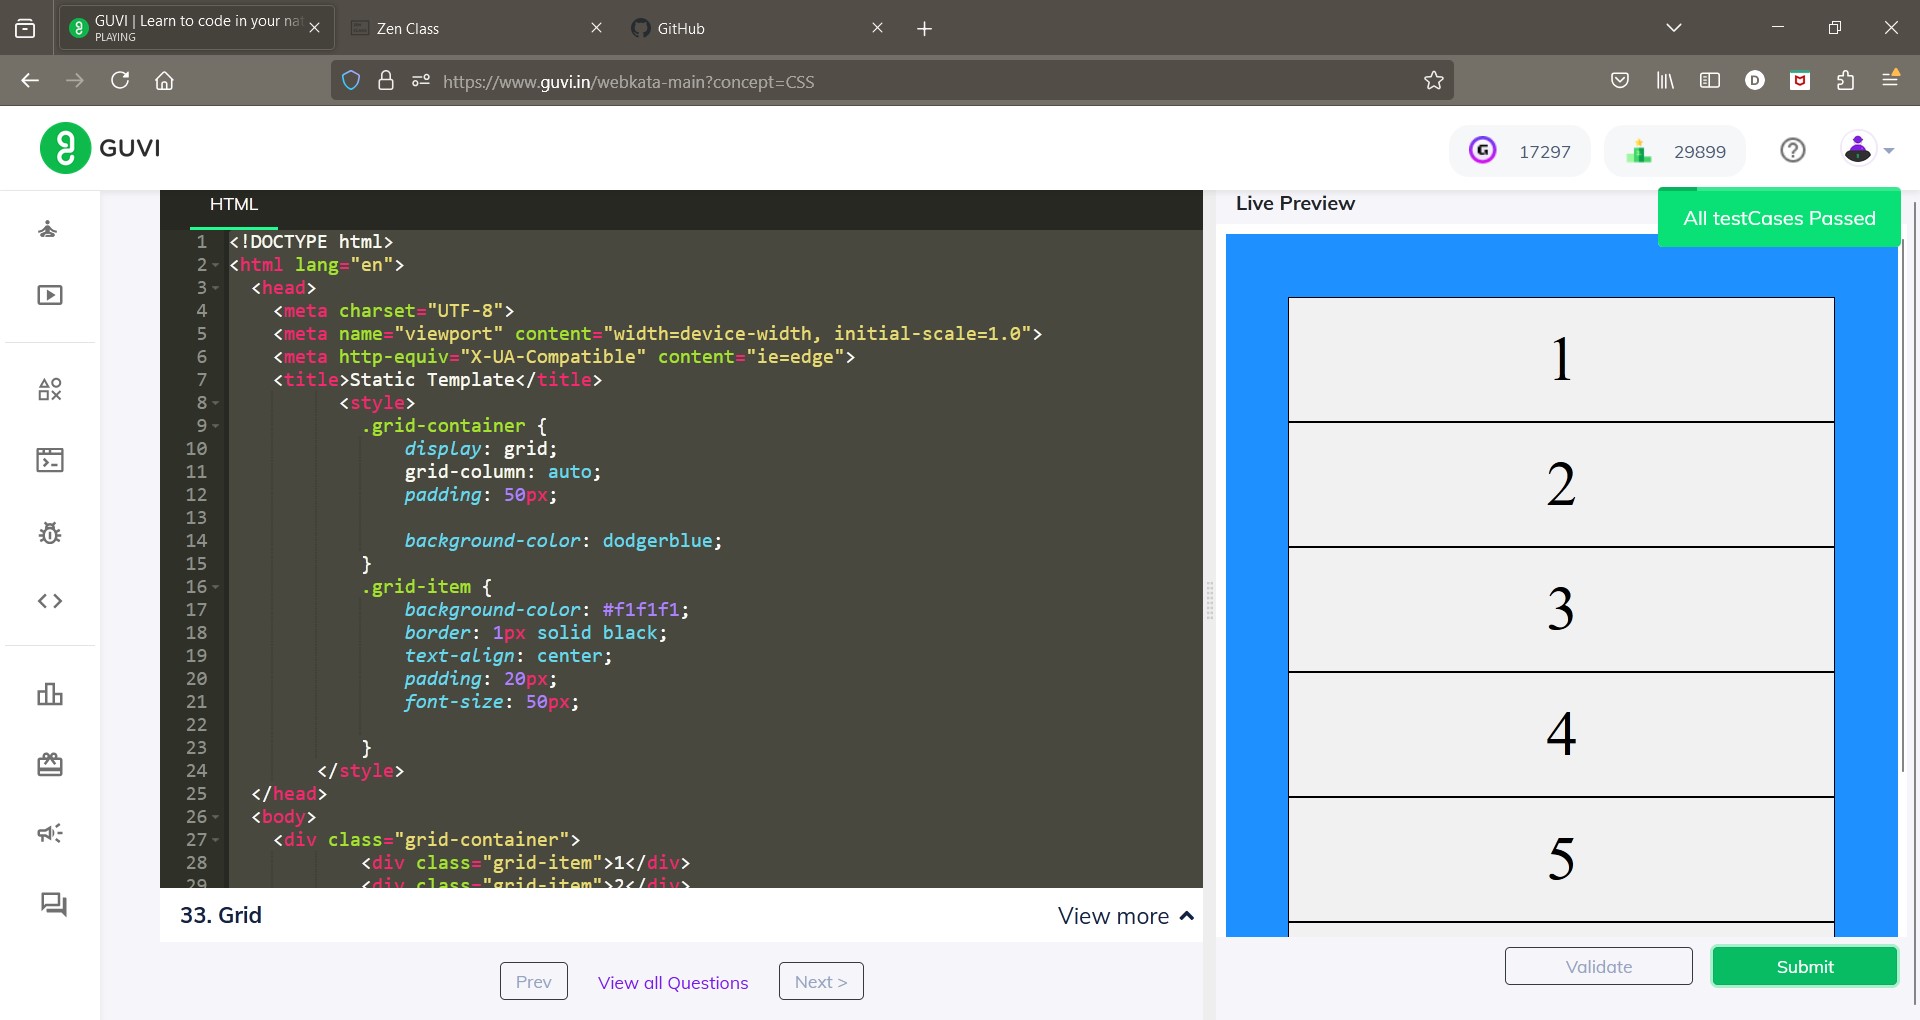 GUVI | Learn to code in your nat
PLAYING
Zen Class
GitHub
https://www.guvi.in/webkata-main?concept=CSS
D
GUVI
G 17297
29899
HTML
1 <!DOCTYPE html>
2 <html lang="en">
3 <head>
4 <meta charset="UTF-8">
5 <meta name="viewport" content="width=device-width, initial-scale=1.0">
6 <meta http-equiv="X-UA-Compatible" content="ie=edge">
7 <title>Static Template</title>
8 <style>
9 .grid-container {
10 display: grid;
11 grid-column: auto;
12 padding: 50px;
13
14 background-color: dodgerblue;
15 }
16 .grid-item {
17 background-color: #f1f1f1;
18 border: 1px solid black;
19 text-align: center;
20 padding: 20px;
21 font-size: 50px;
22
23 }
24 </style>
25 </head>
26 <body>
27 <div class="grid-container">
28 <div class="grid-item">1</div>
29 <div class="grid-item">2</div>
33. Grid
View more
Prev
View all Questions
Next >
Live Preview
All testCases Passed
1
2
3
4
5
Validate
Submit